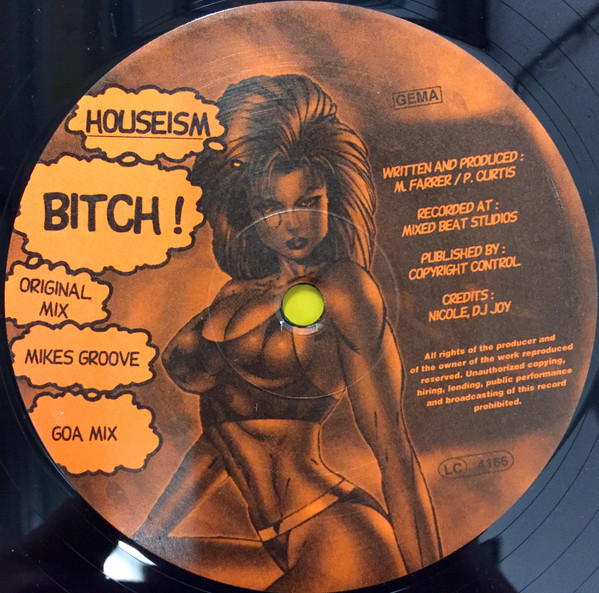 HOUSEISM
BITCH !
ORIGINAL
MIX
MIKES GROOVE
GOA MIX
GEMA
WRITTEN AND PRODUCED :
M. FARRER / P. CURTIS
RECORDED AT :
MIXED BEAT STUDIOS
PUBLISHED BY :
COPYRIGHT CONTROL
CREDITS :
NICOLE, DJ JOY
All rights of the producer and
of the owner of the work reproduced
reserved. Unauthorized copying,
hiring, lending, public performance
and broadcasting of this record
prohibited.
LC 4166